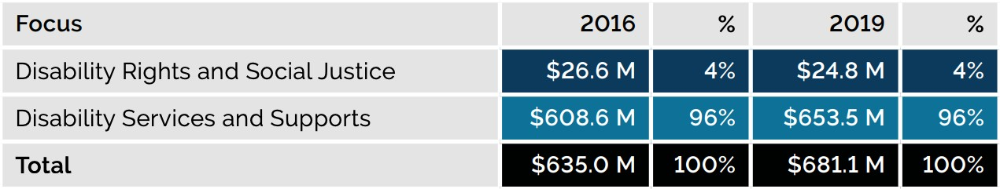 Focus 2016 % 2019 %
Disability Rights and Social Justice $26.6 M 4% $24.8 M 4%
Disability Services and Supports $608.6 M 96% $653.5 M 96%
Total $635.0 M 100% $681.1 M 100%